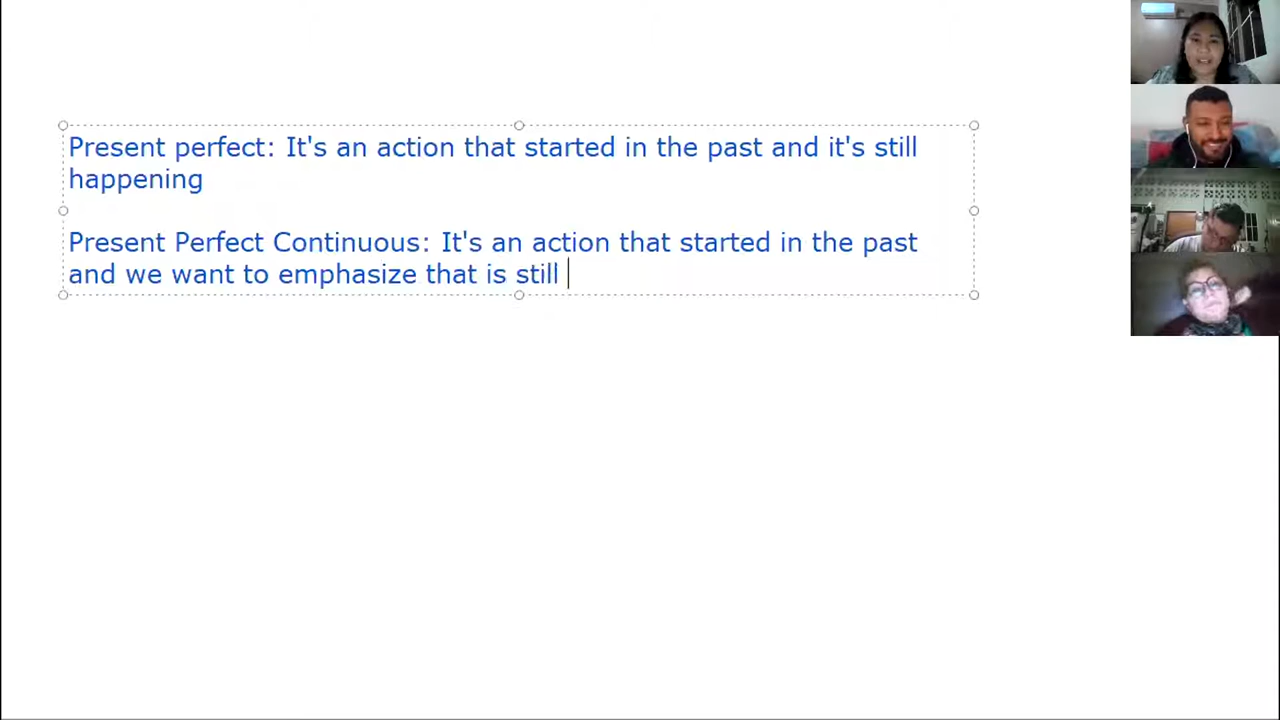 Present perfect: It's an action that started in the past and it's still
happening
Present Perfect Continuous: It's an action that started in the past
and we want to emphasize that is still